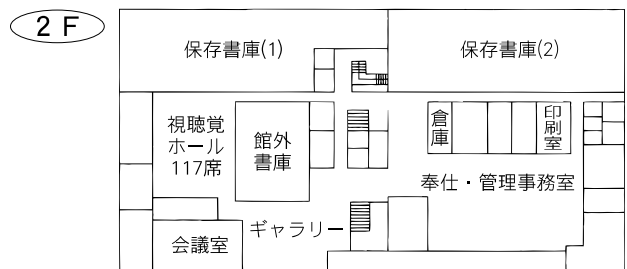 2F
保存書庫(1)
保存書庫(2)
視聴覚
ホール
117席
館外
書庫
倉庫
印刷室
奉仕・管理事務室
ギャラリー
会議室